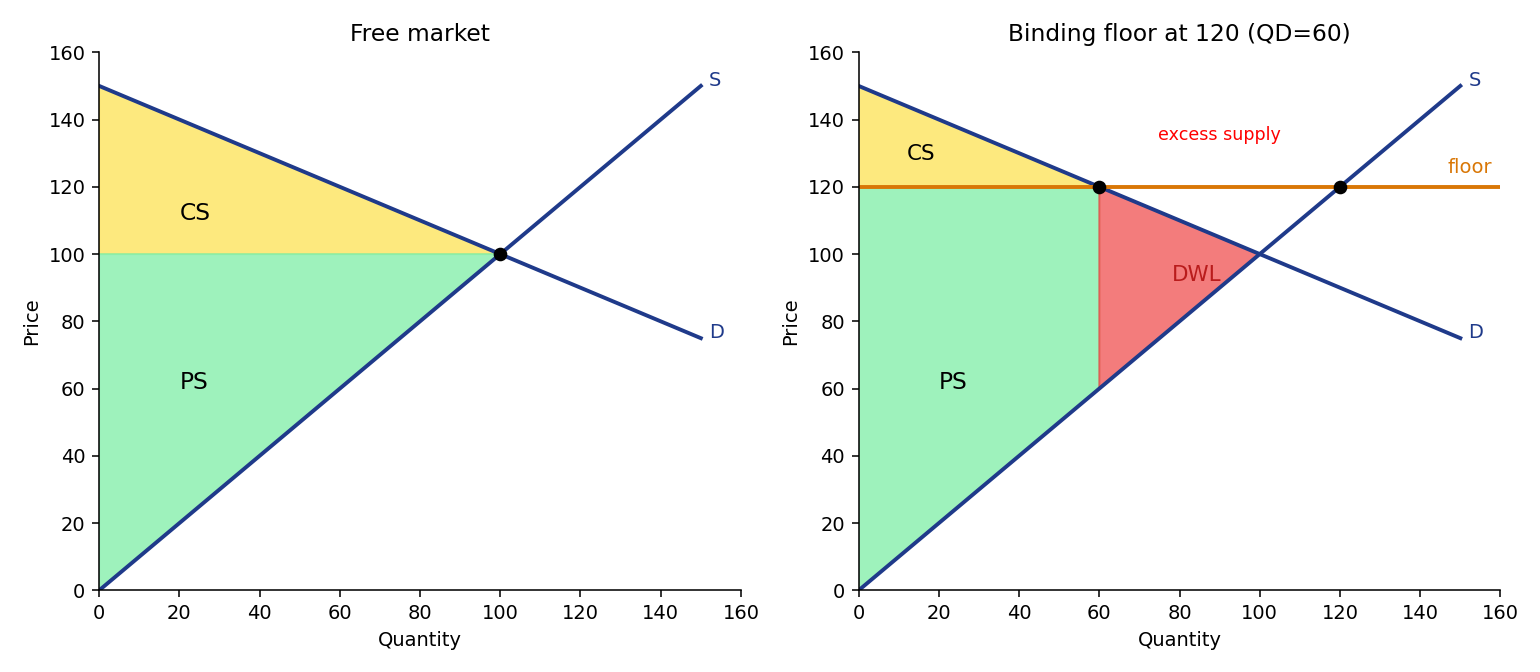 Free market
160
140
120
100
80
60
40
20
0
Price
CS
PS
S
D
0 20 40 60 80 100 120 140 160
Quantity
Binding floor at 120 (QD=60)
160
140
120
100
80
60
40
20
0
Price
CS
excess supply
floor
DWL
PS
S
D
0 20 40 60 80 100 120 140 160
Quantity